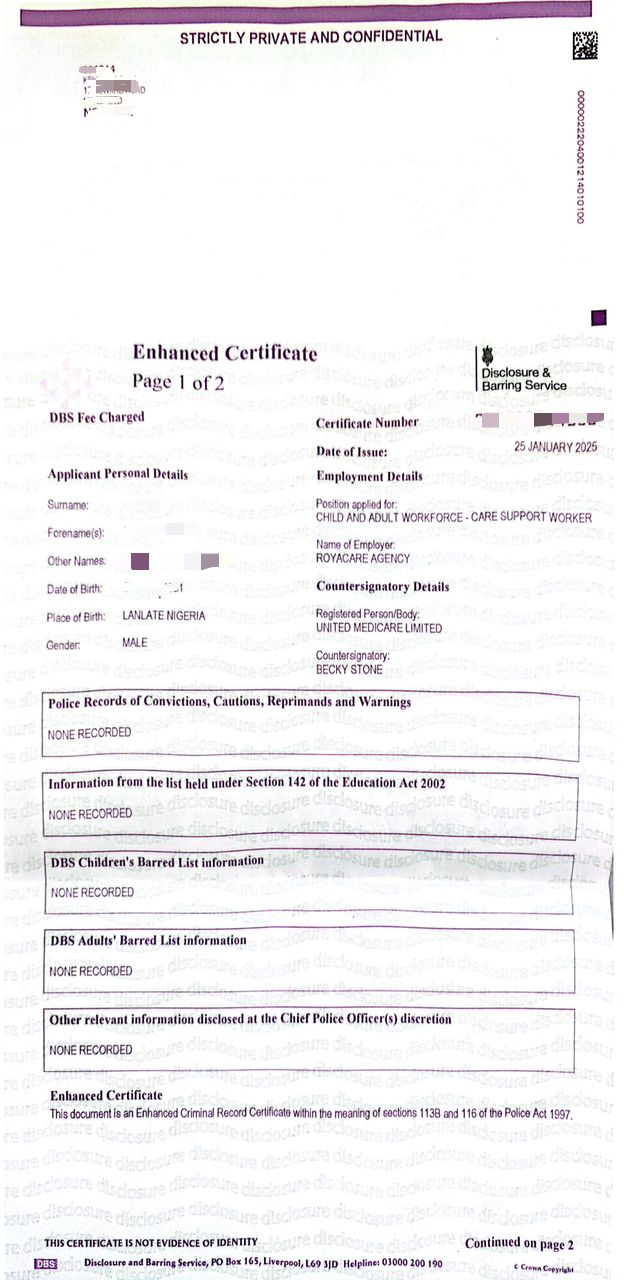 STRICTLY PRIVATE AND CONFIDENTIAL
0000022204001214010100
Enhanced Certificate
Page 1 of 2
Disclosure &
Barring Service
DBS Fee Charged
Certificate Number
Date of Issue: 25 JANUARY 2025
Applicant Personal Details
Employment Details
Surname:
Position applied for:
CHILD AND ADULT WORKFORCE - CARE SUPPORT WORKER
Forename(s):
Name of Employer:
ROYACARE AGENCY
Other Names:
Date of Birth:
Countersignatory Details
Place of Birth: LANLATE NIGERIA
Registered Person/Body:
UNITED MEDICARE LIMITED
Gender: MALE
Countersignatory:
BECKY STONE
Police Records of Convictions, Cautions, Reprimands and Warnings
NONE RECORDED
Information from the list held under Section 142 of the Education Act 2002
NONE RECORDED
DBS Children's Barred List information
NONE RECORDED
DBS Adults' Barred List information
NONE RECORDED
Other relevant information disclosed at the Chief Police Officer(s) discretion
NONE RECORDED
Enhanced Certificate
This document is an Enhanced Criminal Record Certificate within the meaning of sections 113B and 116 of the Police Act 1997.
THIS CERTIFICATE IS NOT EVIDENCE OF IDENTITY
Continued on page 2
DBS Disclosure and Barring Service, PO Box 165, Liverpool, L69 3JD Helpline: 03000 200 190
© Crown Copyright